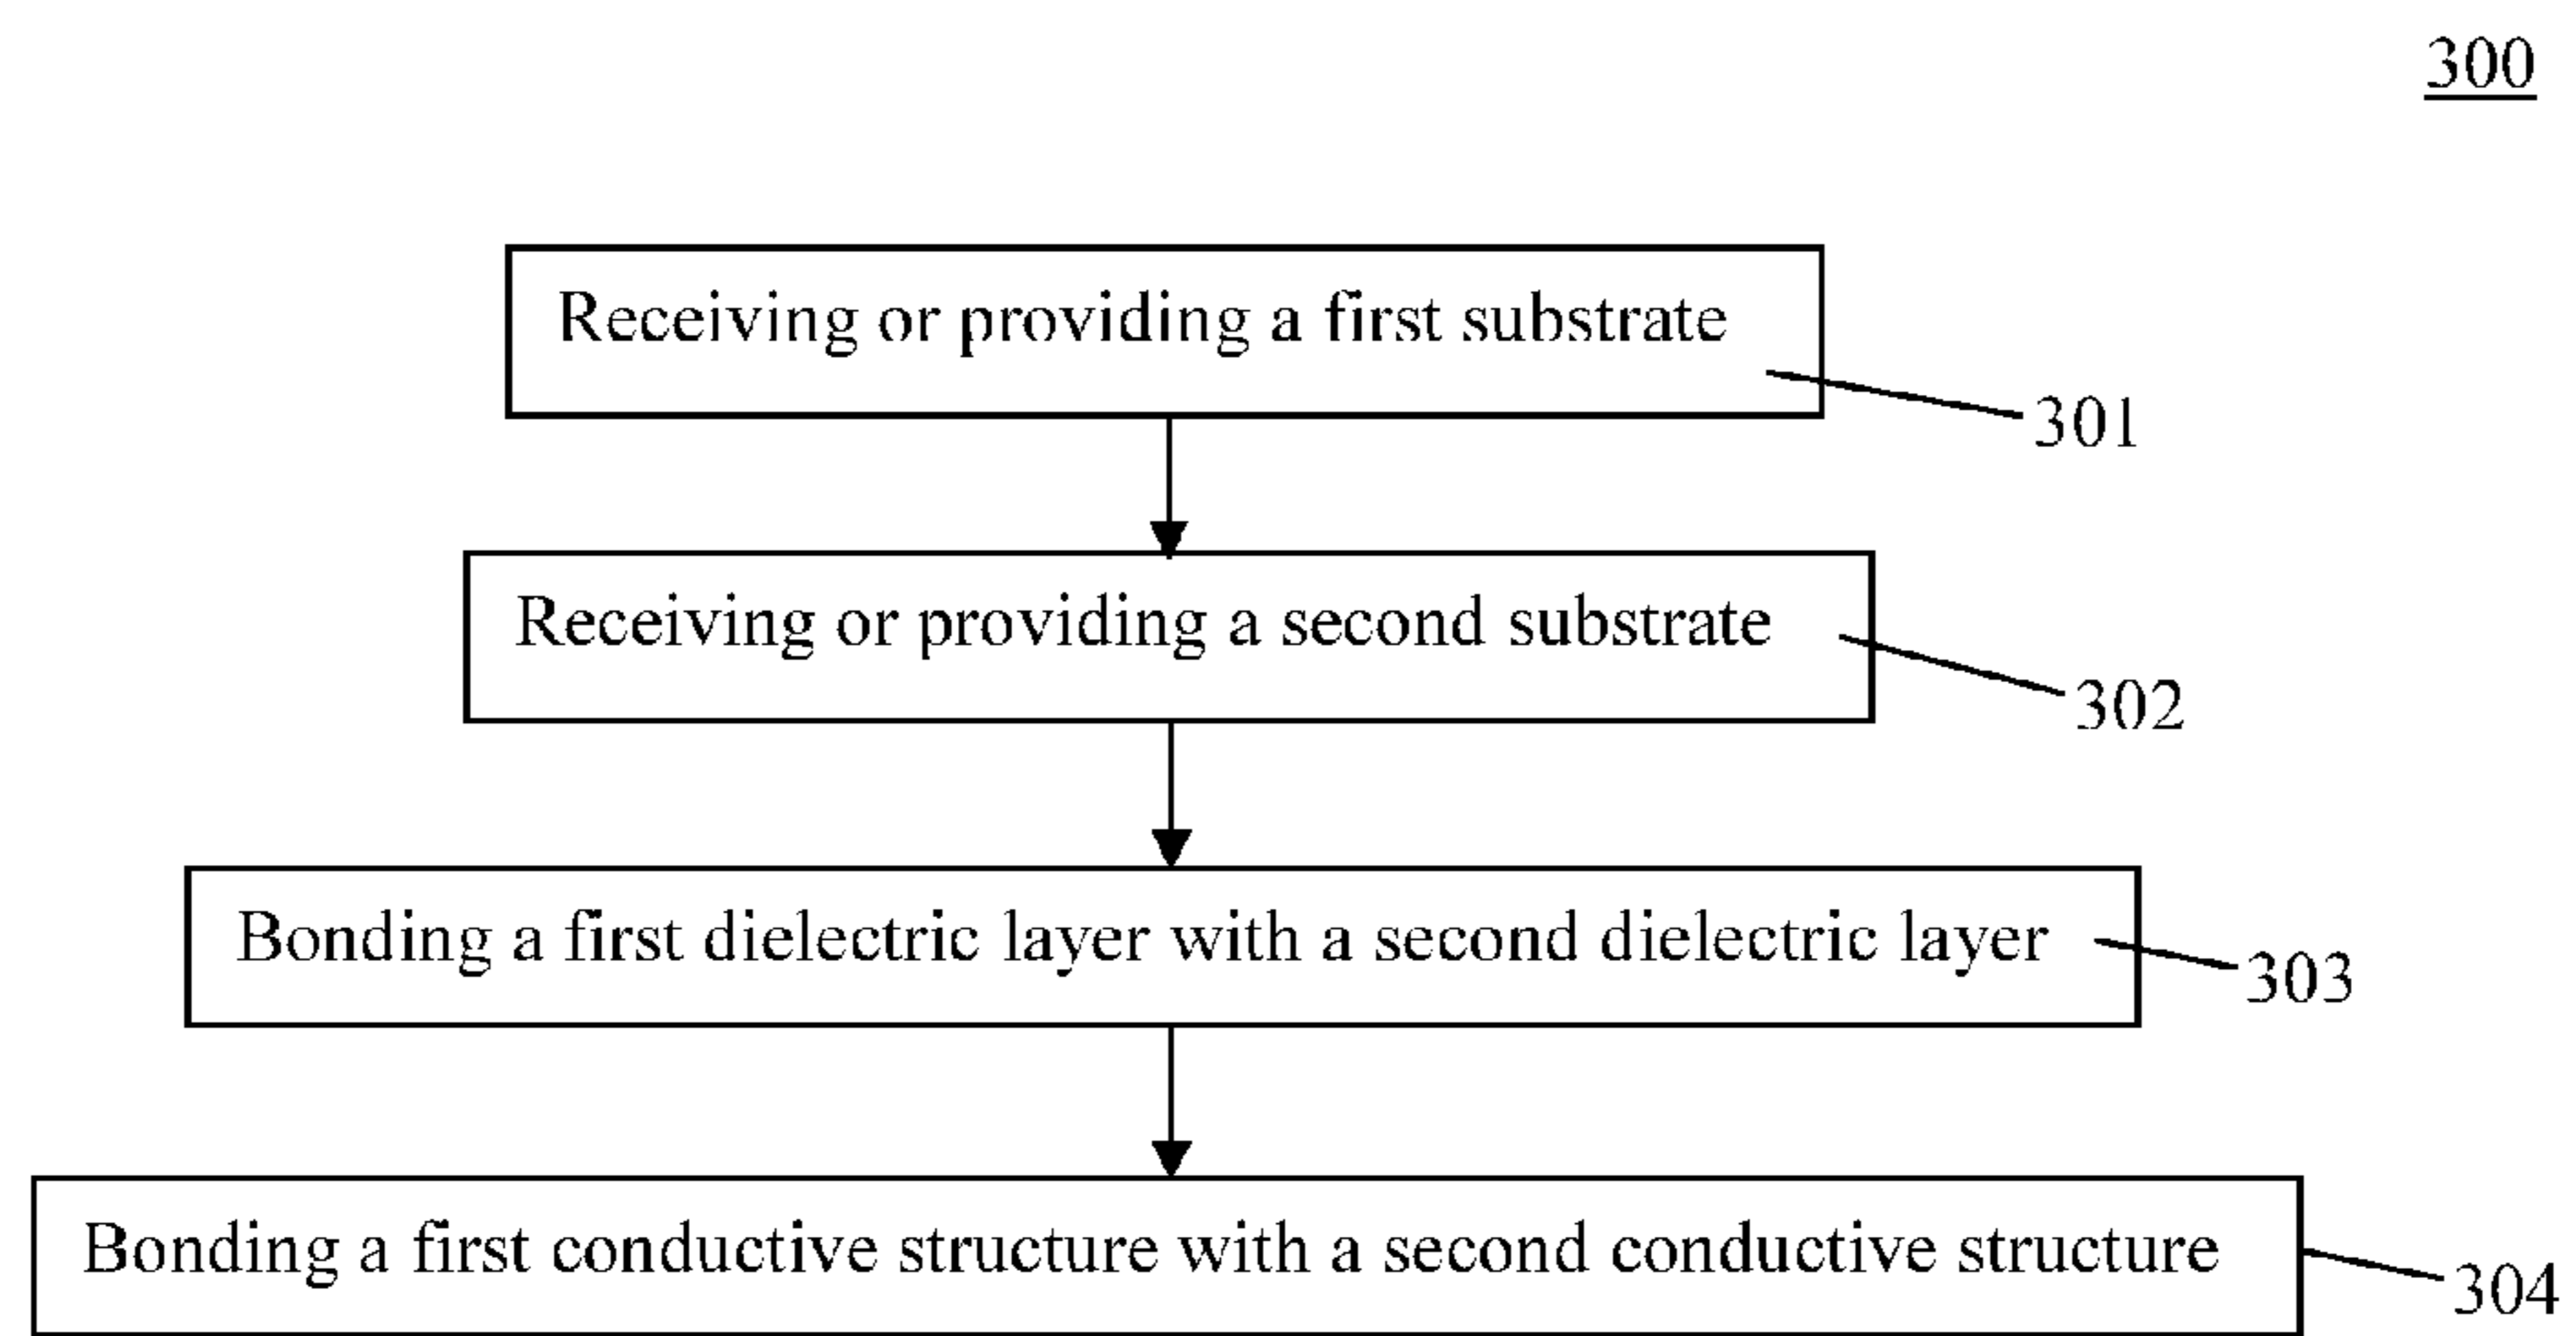 300
Receiving or providing a first substrate
301
Receiving or providing a second substrate
302
Bonding a first dielectric layer with a second dielectric layer
303
Bonding a first conductive structure with a second conductive structure
304